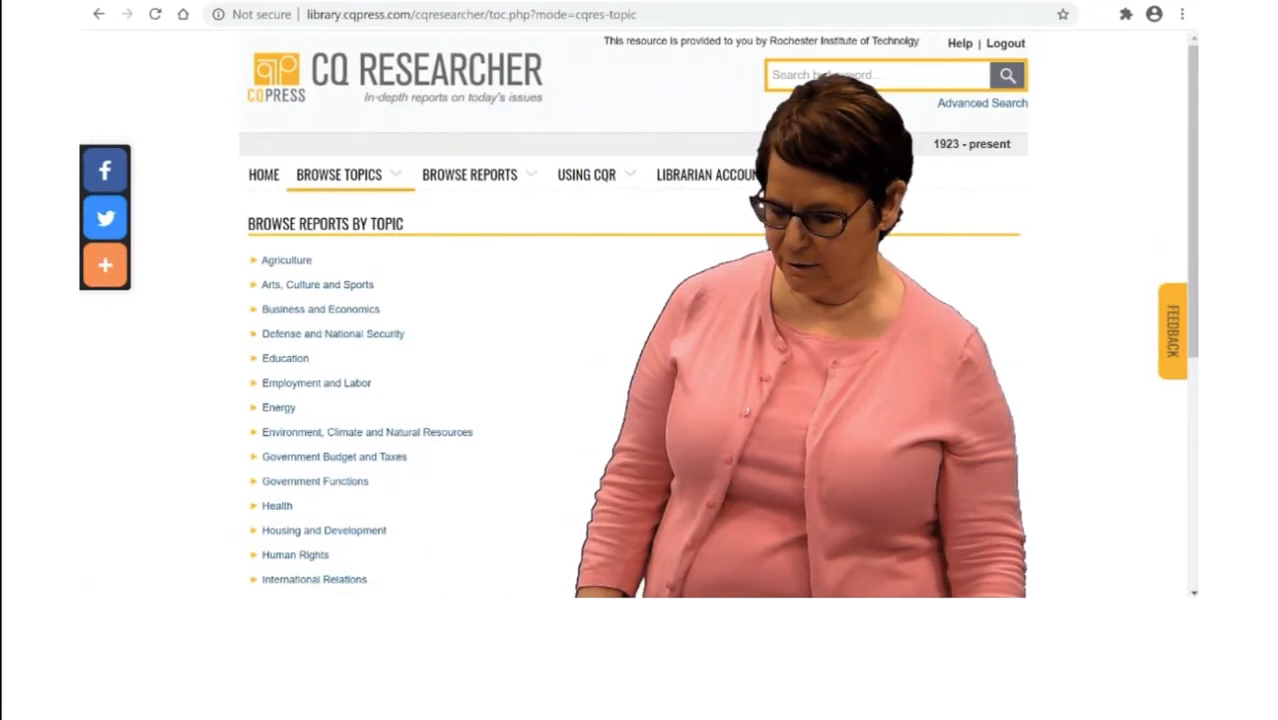 Not secure | library.cqpress.com/cqresearcher/toc.php?mode=cqres-topic
This resource is provided to you by Rochester Institute of Technolgy
Help | Logout
CQPRESS
CQ RESEARCHER
In-depth reports on today's issues
Search
Advanced Search
1923 - present
HOME BROWSE TOPICS BROWSE REPORTS USING CQR LIBRARIAN ACCOUN
BROWSE REPORTS BY TOPIC
Agriculture
Arts, Culture and Sports
Business and Economics
Defense and National Security
Education
Employment and Labor
Energy
Environment, Climate and Natural Resources
Government Budget and Taxes
Government Functions
Health
Housing and Development
Human Rights
International Relations
FEEDBACK